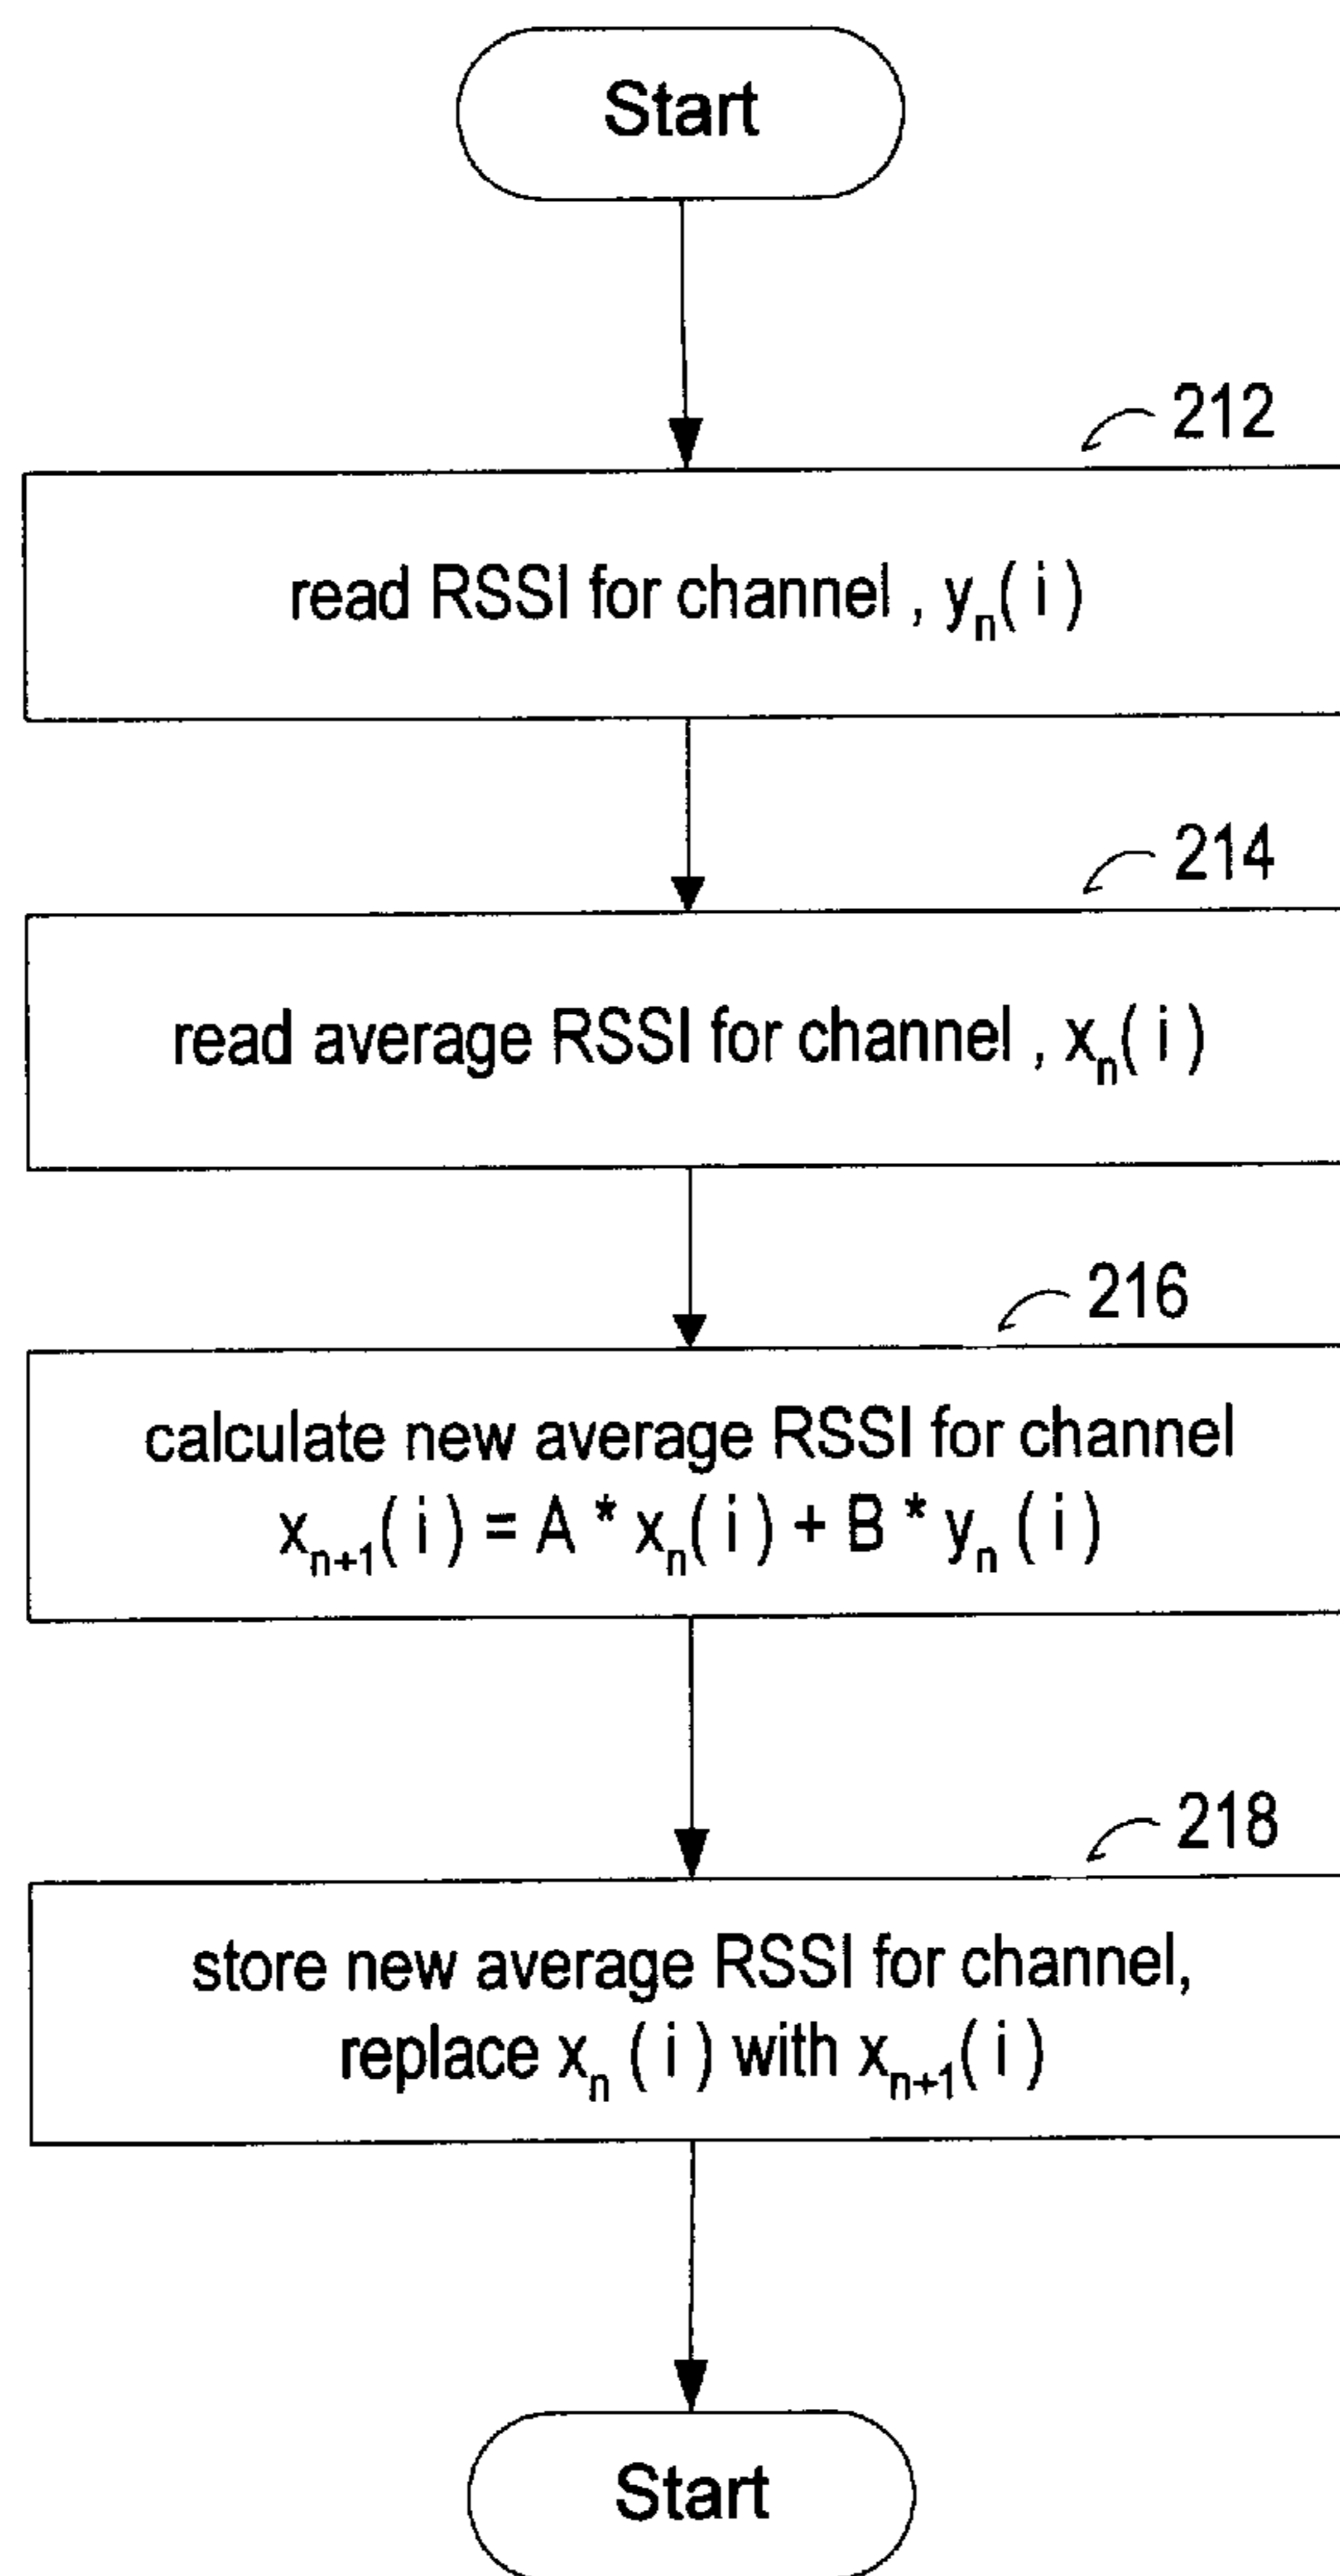 Start
212
read RSSI for channel , yₙ( i )
214
read average RSSI for channel , xₙ( i )
216
calculate new average RSSI for channel
xₙ₊₁( i ) = A * xₙ( i ) + B * yₙ ( i )
218
store new average RSSI for channel,
replace xₙ ( i ) with xₙ₊₁( i )
Start